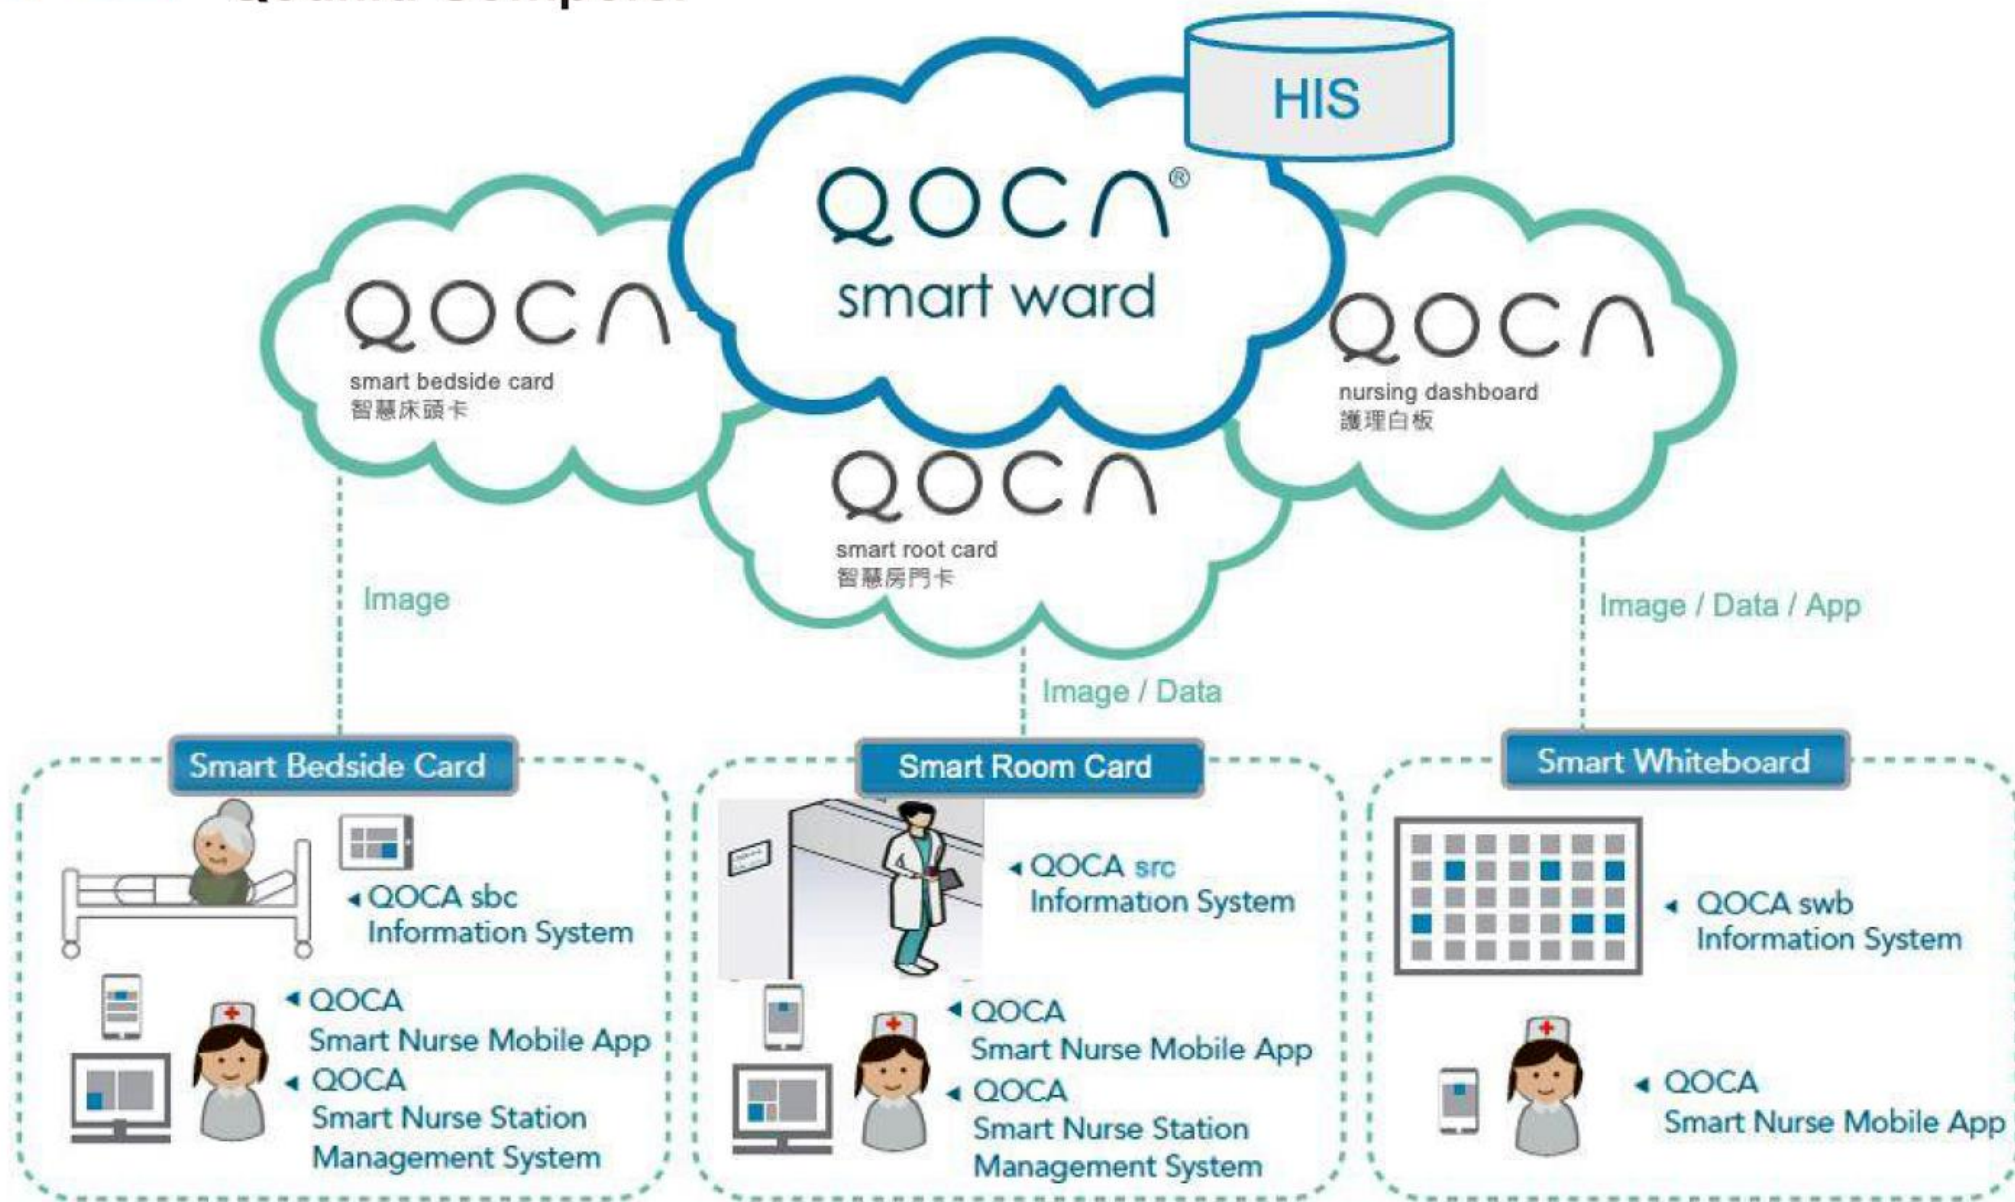 HIS
QOCA®
smart ward
QOCA
smart bedside card
智慧床頭卡
QOCA
nursing dashboard
護理白板
QOCA
smart root card
智慧房門卡
Image
Image / Data
Image / Data / App
Smart Bedside Card
QOCA sbc
Information System
QOCA
Smart Nurse Mobile App
QOCA
Smart Nurse Station
Management System
Smart Room Card
QOCA src
Information System
QOCA
Smart Nurse Mobile App
QOCA
Smart Nurse Station
Management System
Smart Whiteboard
QOCA swb
Information System
QOCA
Smart Nurse Mobile App